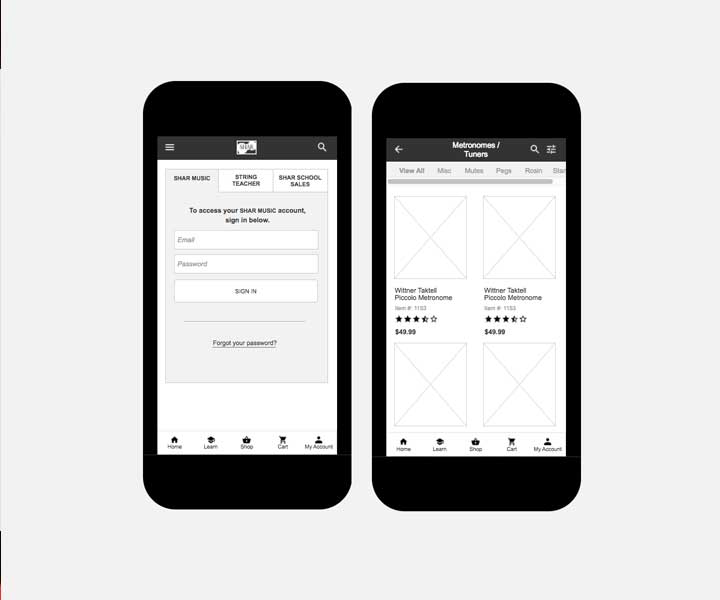 SHAR
SHAR MUSIC
STRING
TEACHER
SHAR SCHOOL
SALES
To access your SHAR MUSIC account,
sign in below.
Email
Password
SIGN IN
Forgot your password?
Home Learn Shop Cart My Account
Metronomes /
Tuners
View All Misc Mutes Pegs Rosin
Wittner Taktell
Piccolo Metronome
Item #: 1153
$49.99
Wittner Taktell
Piccolo Metronome
Item #: 1153
$49.99
Home Learn Shop Cart My Account